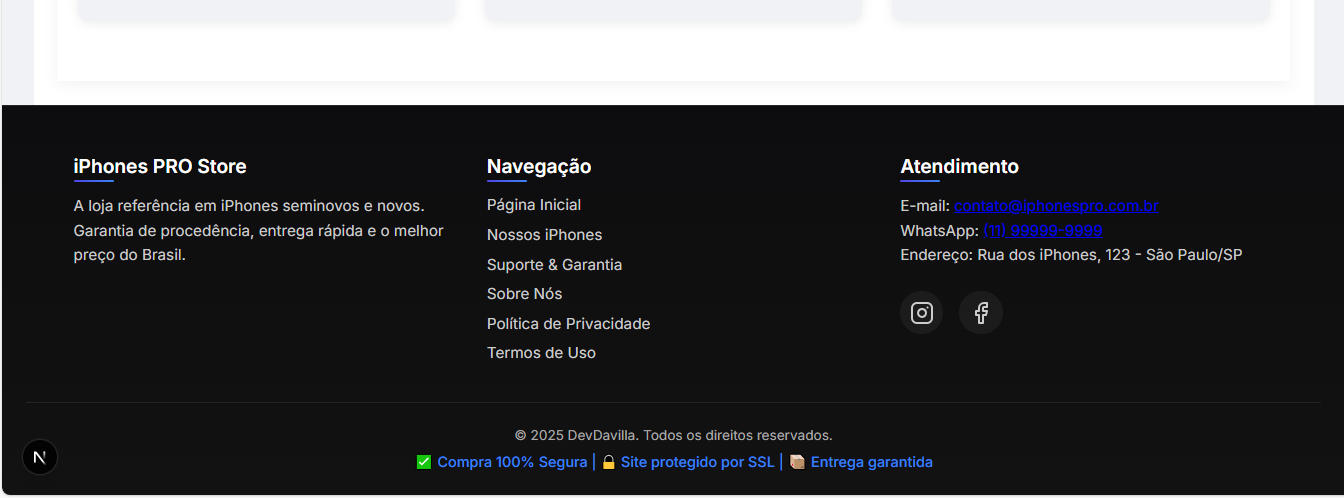 iPhones PRO Store
A loja referência em iPhones seminovos e novos.
Garantia de procedência, entrega rápida e o melhor
preço do Brasil.
Navegação
Página Inicial
Nossos iPhones
Suporte & Garantia
Sobre Nós
Política de Privacidade
Termos de Uso
Atendimento
E-mail: contato@iphonespro.com.br
WhatsApp: (11) 99999-9999
Endereço: Rua dos iPhones, 123 - São Paulo/SP
© 2025 DevDavilla. Todos os direitos reservados.
✅ Compra 100% Segura | 🔒 Site protegido por SSL | 📦 Entrega garantida
N